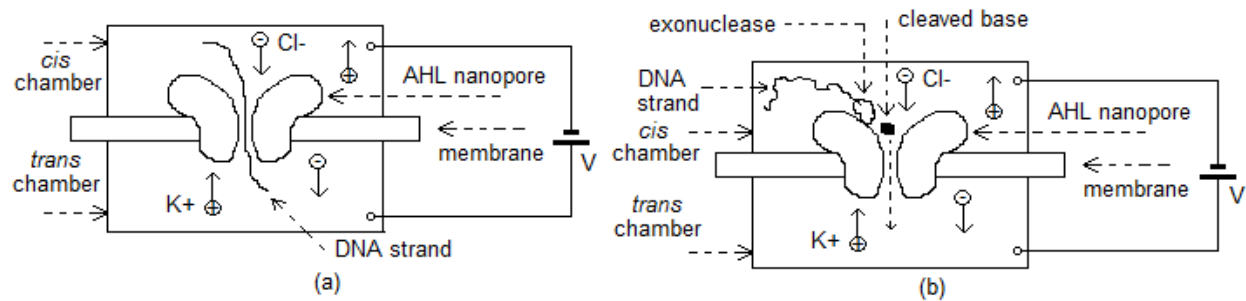 cis
chamber
Cl-
AHL nanopore
membrane
trans
chamber
K+
V
DNA strand
(a)
exonuclease
cleaved base
DNA
strand
Cl-
cis
chamber
AHL nanopore
membrane
trans
chamber
K+
V
(b)